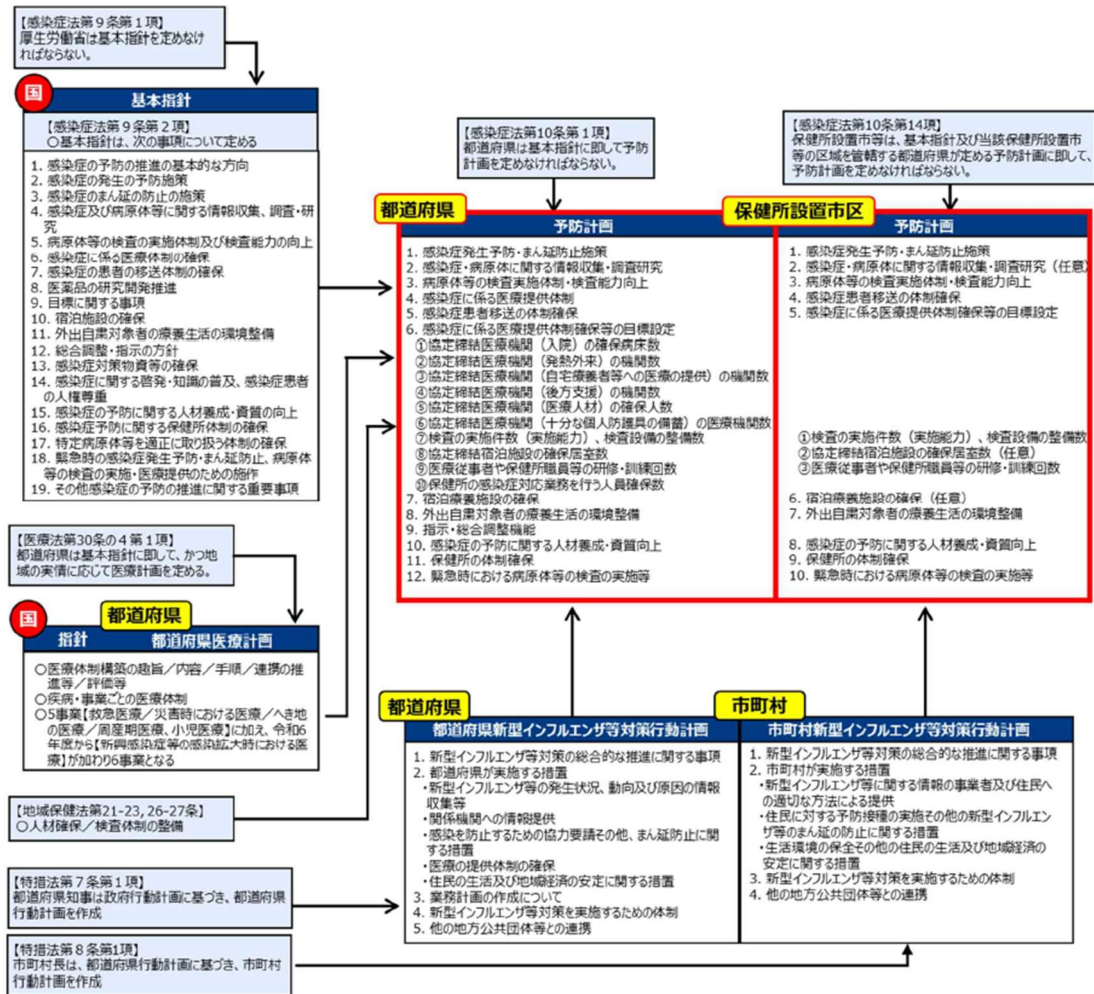 【感染症法第９条第１項】
厚生労働省は基本指針を定めなけ
ればならない。
国
基本指針
【感染症法第９条第２項】
○基本指針は、次の事項について定める
1. 感染症の予防の推進の基本的な方向
2. 感染症の発生の予防施策
3. 感染症のまん延の防止の施策
4. 感染症及び病原体等に関する情報収集、調査・研
究
5. 病原体等の検査の実施体制及び検査能力の向上
6. 感染症に係る医療体制の確保
7. 感染症の患者の移送体制の確保
8. 医薬品の研究開発推進
9. 目標に関する事項
10. 宿泊施設の確保
11. 外出自粛対象者の療養生活の環境整備
12. 総合調整・指示の方針
13. 感染症対策物資等の確保
14. 感染症に関する啓発・知識の普及、感染症患者
の人権尊重
15. 感染症の予防に関する人材養成・資質の向上
16. 感染症予防に関する保健所体制の確保
17. 特定病原体等を適正に取り扱う体制の確保
18. 緊急時の感染症発生予防・まん延防止、病原体
等の検査の実施・医療提供のための施作
19. その他感染症の予防の推進に関する重要事項
【医療法第30条の４第１項】
都道府県は基本指針に即して、かつ地
域の実情に応じて医療計画を定める。
国
都道府県
指針 都道府県医療計画
○医療体制構築の趣旨／内容／手順／連携の推
進等／評価等
○疾病・事業ごとの医療体制
○5事業【救急医療／災害時における医療／へき地
の医療／周産期医療、小児医療】に加え、令和6
年度から【新興感染症等の感染拡大時における医
療】が加わり6事業となる
【地域保健法第21-23, 26-27条】
○人材確保／検査体制の整備
【特措法第７条第１項】
都道府県知事は政府行動計画に基づき、都道府県
行動計画を作成
【特措法第８条第1項】
市町村長は、都道府県行動計画に基づき、市町村
行動計画を作成
【感染症法第10条第１項】
都道府県は基本指針に即して予防
計画を定めなければならない。
都道府県
予防計画
1. 感染症発生予防・まん延防止施策
2. 感染症・病原体に関する情報収集・調査研究
3. 病原体等の検査実施体制・検査能力向上
4. 感染症に係る医療提供体制
5. 感染症患者移送の体制確保
6. 感染症に係る医療提供体制確保等の目標設定
①協定締結医療機関（入院）の確保病床数
②協定締結医療機関（発熱外来）の機関数
③協定締結医療機関（自宅療養者等への医療の提供）の機関数
④協定締結医療機関（後方支援）の機関数
⑤協定締結医療機関（医療人材）の確保人数
⑥協定締結医療機関（十分な個人防護具の備蓄）の医療機関数
⑦検査の実施件数（実施能力）、検査設備の整備数
⑧協定締結宿泊施設の確保居室数
⑨医療従事者や保健所職員等の研修・訓練回数
⑩保健所の感染症対応業務を行う人員確保数
7. 宿泊療養施設の確保
8. 外出自粛対象者の療養生活の環境整備
9. 指示・総合調整機能
10. 感染症の予防に関する人材養成・資質向上
11. 保健所の体制確保
12. 緊急時における病原体等の検査の実施等
【感染症法第10条第14項】
保健所設置市等は、基本指針及び当該保健所設置市
等の区域を管轄する都道府県が定める予防計画に即して、
予防計画を定めなければならない。
保健所設置市区
予防計画
1. 感染症発生予防・まん延防止施策
2. 感染症・病原体に関する情報収集・調査研究（任意）
3. 病原体等の検査実施体制・検査能力向上
4. 感染症患者移送の体制確保
5. 感染症に係る医療提供体制確保等の目標設定
①検査の実施件数（実施能力）、検査設備の整備数
②協定締結宿泊施設の確保居室数（任意）
③医療従事者や保健所職員等の研修・訓練回数
6. 宿泊療養施設の確保（任意）
7. 外出自粛対象者の療養生活の環境整備
8. 感染症の予防に関する人材養成・資質向上
9. 保健所の体制確保
10. 緊急時における病原体等の検査の実施等
都道府県
都道府県新型インフルエンザ等対策行動計画
1. 新型インフルエンザ等対策の総合的な推進に関する事項
2. 都道府県が実施する措置
・新型インフルエンザ等の発生状況、動向及び原因の情報
収集等
・関係機関への情報提供
・感染を防止するための協力要請その他、まん延防止に関
する措置
・医療の提供体制の確保
・住民の生活及び地域経済の安定に関する措置
3. 業務計画の作成について
4. 新型インフルエンザ等対策を実施するための体制
5. 他の地方公共団体等との連携
市町村
市町村新型インフルエンザ等対策行動計画
1. 新型インフルエンザ等対策の総合的な推進に関する事項
2. 市町村が実施する措置
・新型インフルエンザ等に関する情報の事業者及び住民へ
の適切な方法による提供
・住民に対する予防接種の実施その他の新型インフルエン
ザ等のまん延の防止に関する措置
・生活環境の保全その他の住民の生活及び地域経済の
安定に関する措置
3. 新型インフルエンザ等対策を実施するための体制
4. 他の地方公共団体等との連携